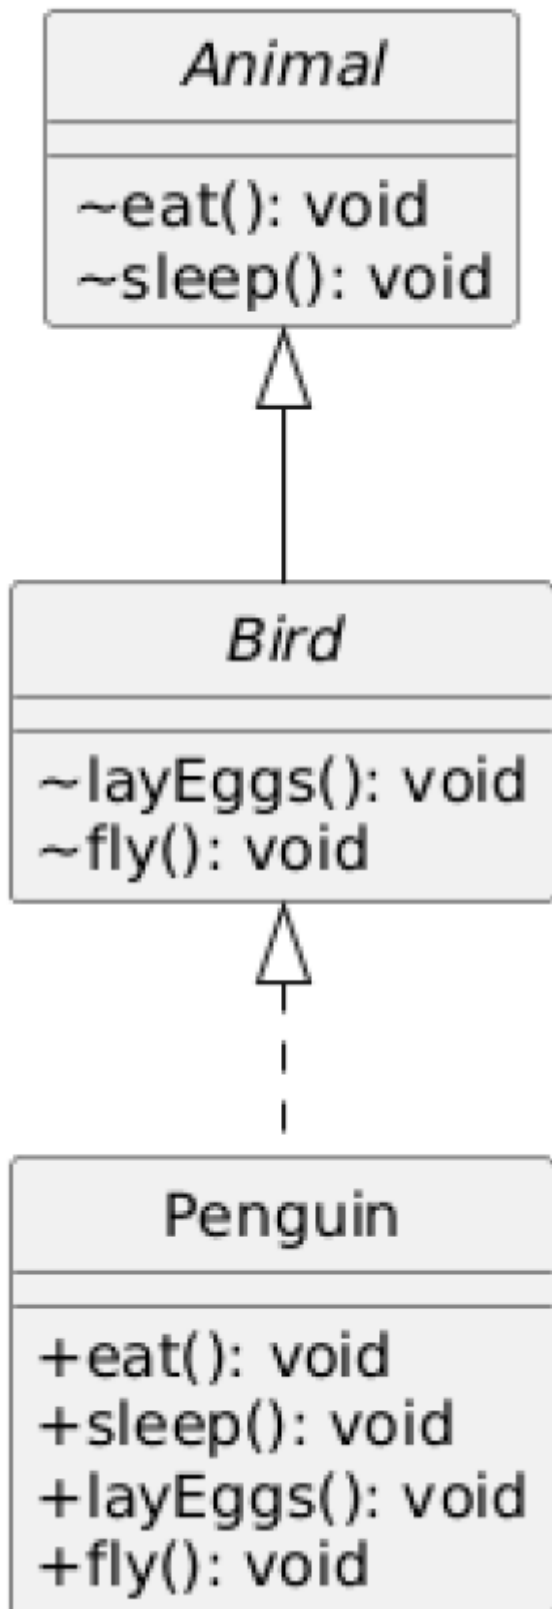 Animal
~eat(): void
~sleep(): void
Bird
~layEggs(): void
~fly(): void
Penguin
+eat(): void
+sleep(): void
+layEggs(): void
+fly(): void